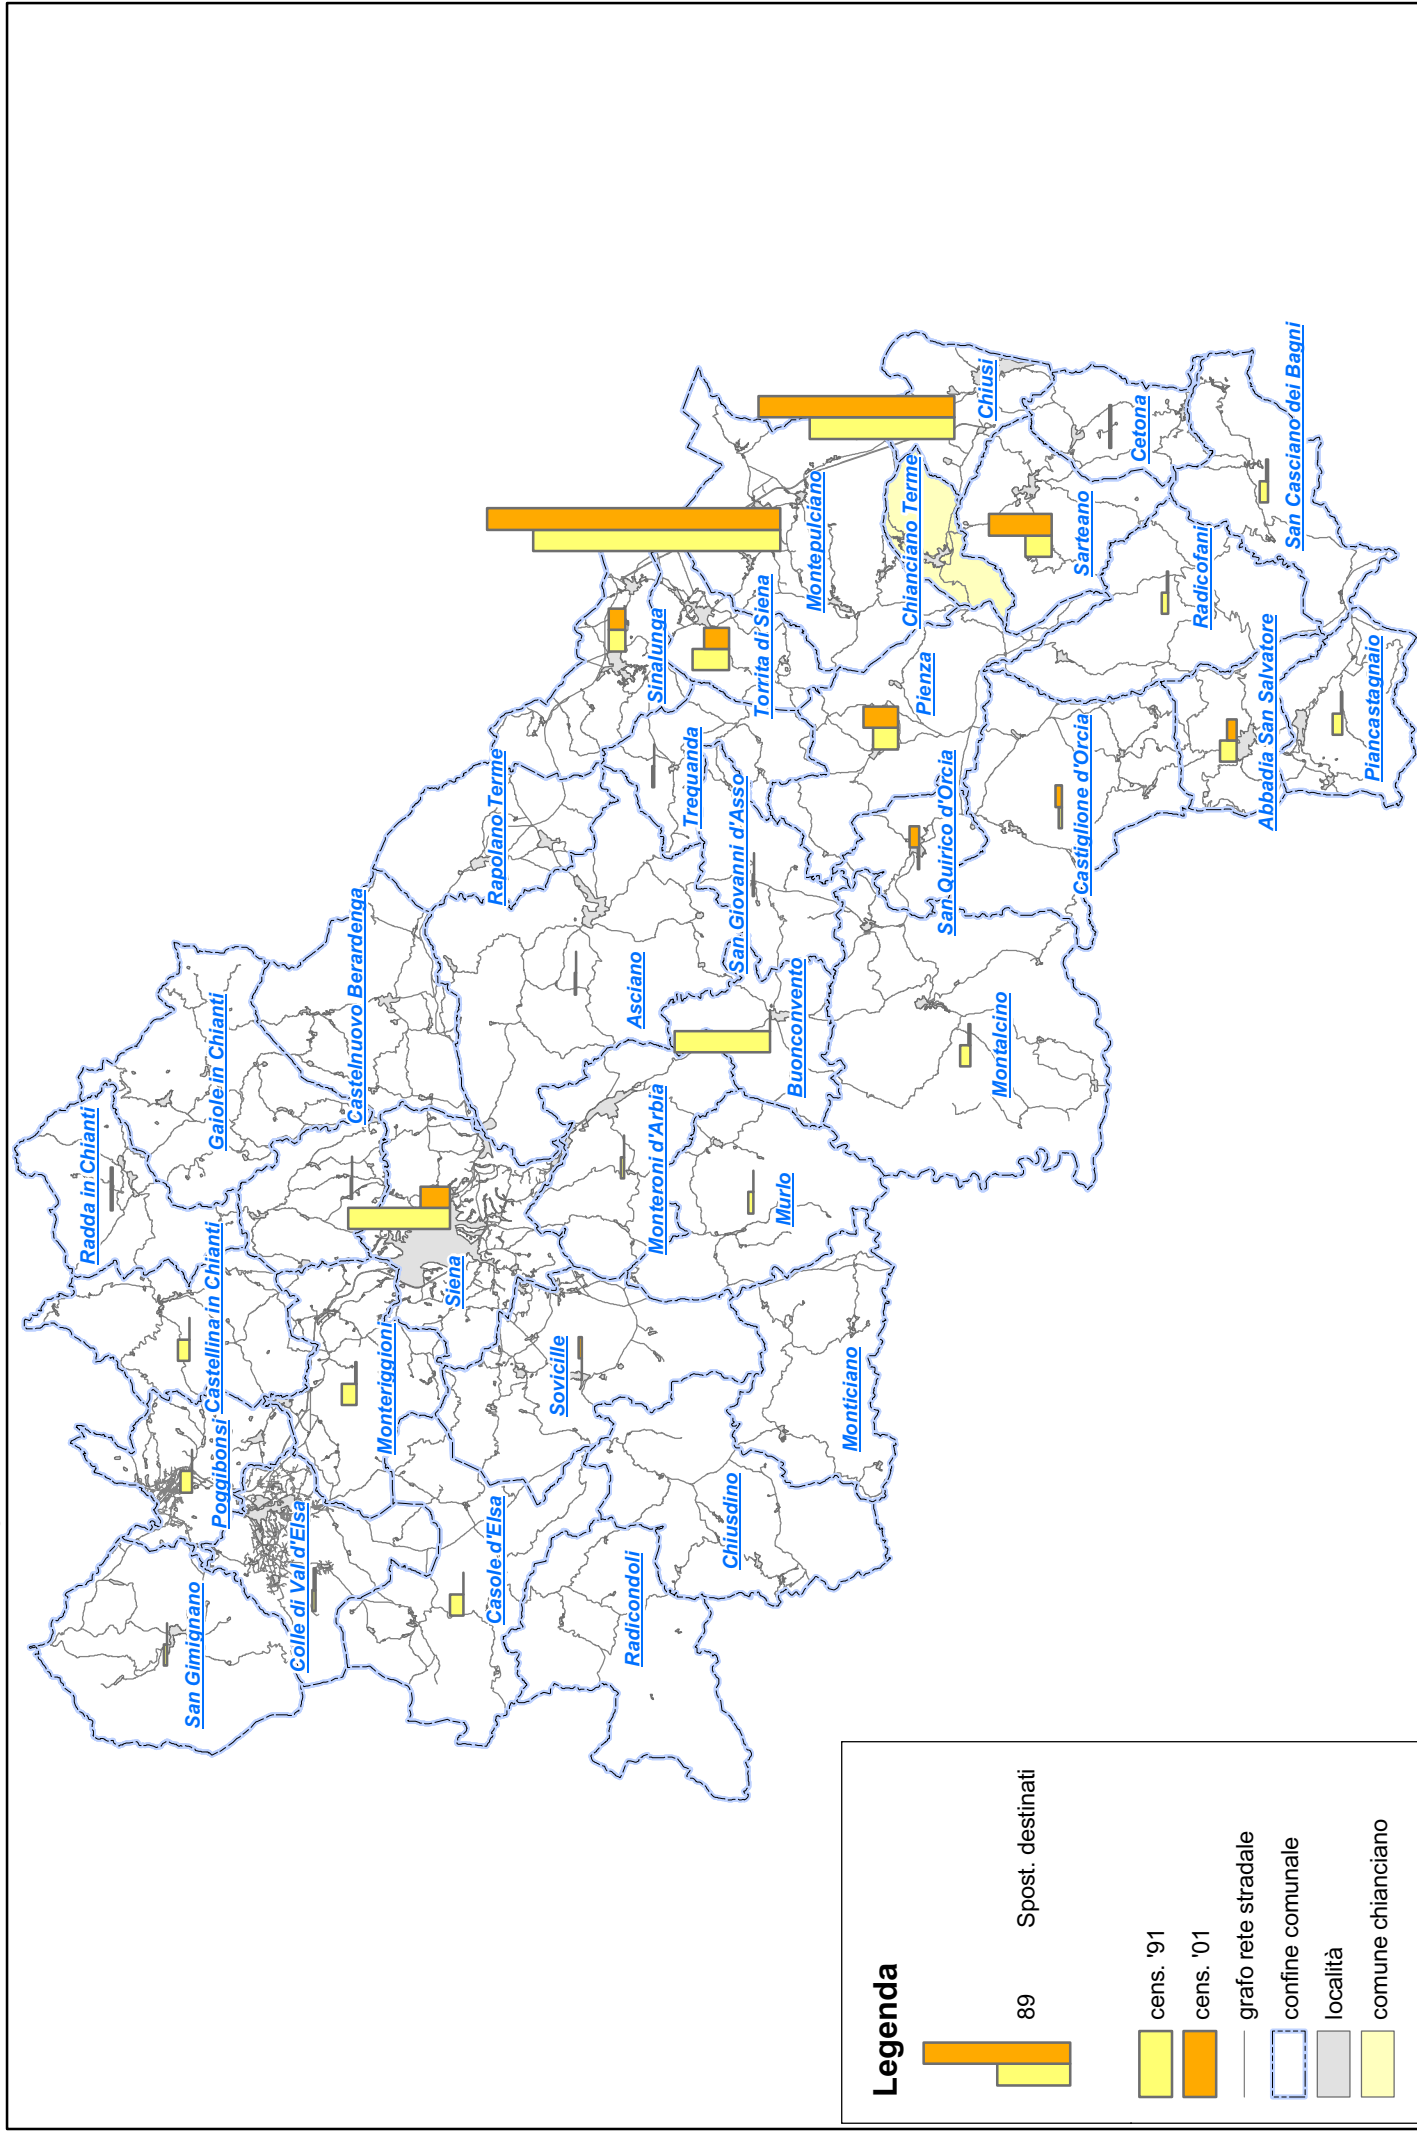 San Gimignano
Poggibonsi
Castellina in Chianti
Radda in Chianti
Gaiole in Chianti
Colle di Val d'Elsa
Monteriggioni
Castelnuovo Berardenga
Casole d'Elsa
Siena
Rapolano Terme
Sovicille
Radicondoli
Monteroni d'Arbia
Asciano
Sinalunga
Chiusdino
Murlo
Buonconvento
San Giovanni d'Asso
Trequanda
Torrita di Siena
Monticiano
Montepulciano
Montalcino
San Quirico d'Orcia
Pienza
Chianciano Terme
Chiusi
Castiglione d'Orcia
Sarteano
Cetona
Radicofani
Abbadia San Salvatore
San Casciano dei Bagni
Piancastagnaio
Legenda
89 Spost. destinati
cens. '91
cens. '01
grafo rete stradale
confine comunale
località
comune chianciano